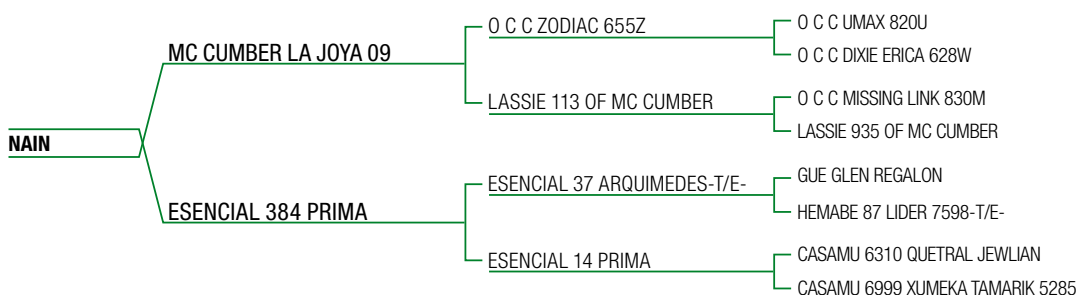 NAIN
MC CUMBER LA JOYA 09
ESENCIAL 384 PRIMA
O C C ZODIAC 655Z
LASSIE 113 OF MC CUMBER
ESENCIAL 37 ARQUIMEDES-T/E-
ESENCIAL 14 PRIMA
O C C UMAX 820U
O C C DIXIE ERICA 628W
O C C MISSING LINK 830M
LASSIE 935 OF MC CUMBER
GUE GLEN REGALON
HEMABE 87 LIDER 7598-T/E-
CASAMU 6310 QUETRAL JEWLIAN
CASAMU 6999 XUMEKA TAMARIK 5285